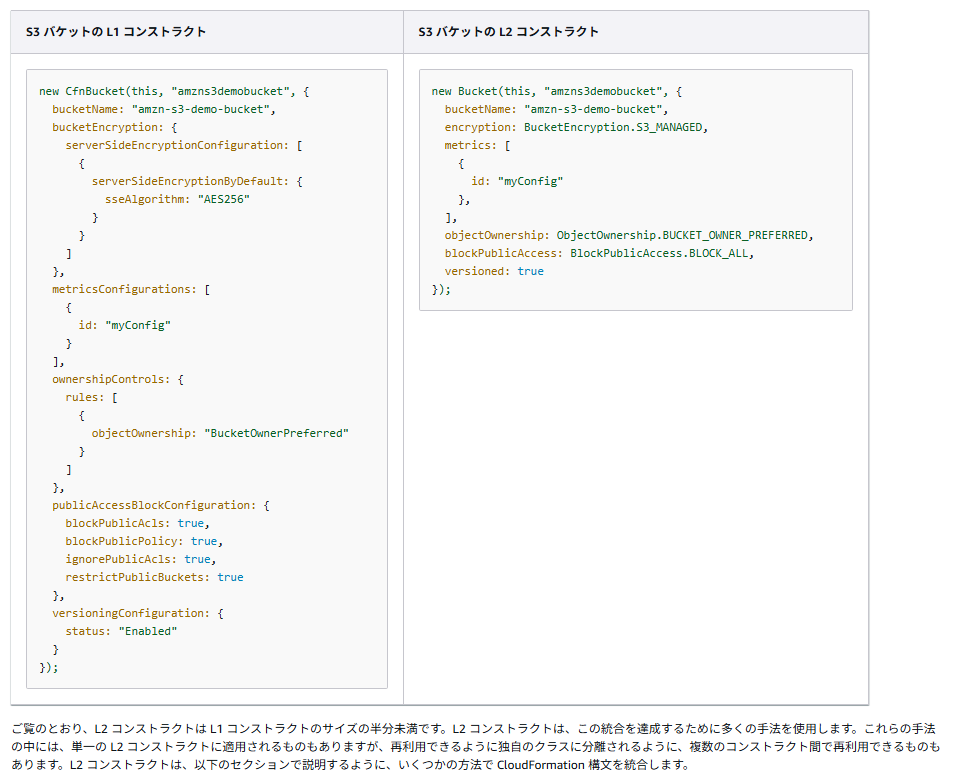 S3 バケットの L1 コンストラクト
new CfnBucket(this, "amzns3demobucket", {
  bucketName: "amzn-s3-demo-bucket",
  bucketEncryption: {
    serverSideEncryptionConfiguration: [
      {
        serverSideEncryptionByDefault: {
          sseAlgorithm: "AES256"
        }
      }
    ]
  },
  metricsConfigurations: [
    {
      id: "myConfig"
    }
  ],
  ownershipControls: {
    rules: [
      {
        objectOwnership: "BucketOwnerPreferred"
      }
    ]
  },
  publicAccessBlockConfiguration: {
    blockPublicAcls: true,
    blockPublicPolicy: true,
    ignorePublicAcls: true,
    restrictPublicBuckets: true
  },
  versioningConfiguration: {
    status: "Enabled"
  }
});
S3 バケットの L2 コンストラクト
new Bucket(this, "amzns3demobucket", {
  bucketName: "amzn-s3-demo-bucket",
  encryption: BucketEncryption.S3_MANAGED,
  metrics: [
    {
      id: "myConfig"
    },
  ],
  objectOwnership: ObjectOwnership.BUCKET_OWNER_PREFERRED,
  blockPublicAccess: BlockPublicAccess.BLOCK_ALL,
  versioned: true
});
ご覧のとおり、L2 コンストラクトは L1 コンストラクトのサイズの半分未満です。L2 コンストラクトは、この統合を達成するために多くの手法を使用します。これらの手法
の中には、単一の L2 コンストラクトに適用されるものもありますが、再利用できるように独自のクラスに分離されるように、複数のコンストラクト間で再利用できるものも
あります。L2 コンストラクトは、以下のセクションで説明するように、いくつかの方法で CloudFormation 構文を統合します。